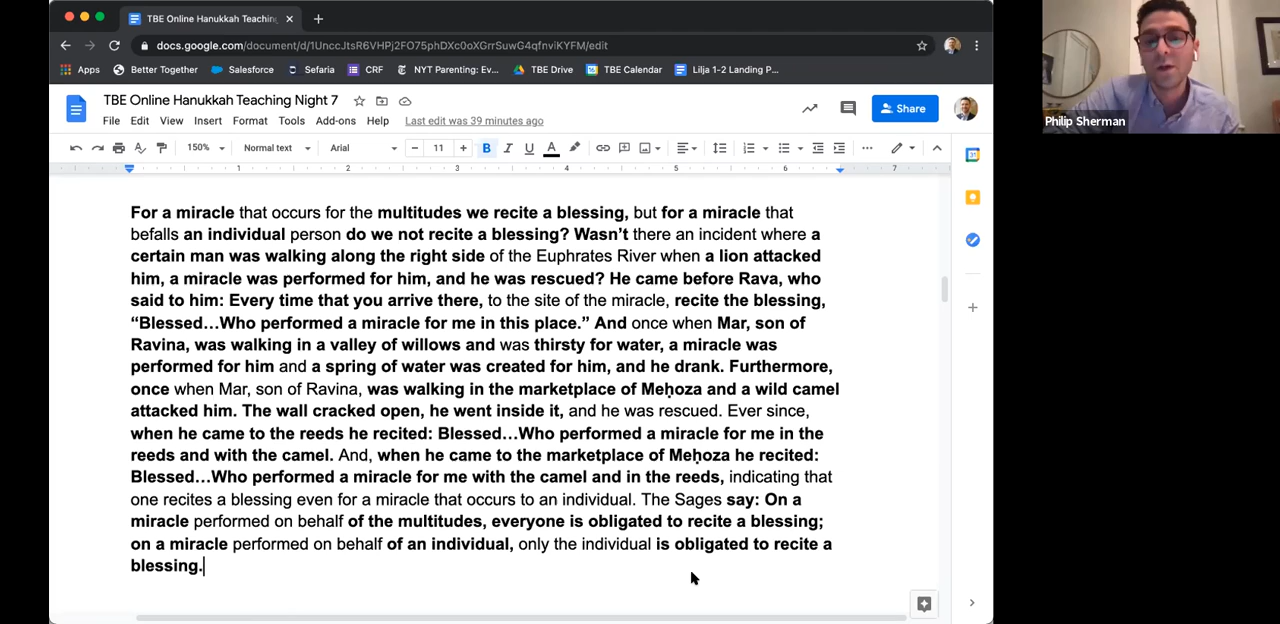 TBE Online Hanukkah Teaching
docs.google.com/document/d/1UnccJtsR6VHPj2FO75phDXc0oXGrrSuwG4qfnviKYFM/edit
Apps Better Together Salesforce Sefaria CRF NYT Parenting: Ev... TBE Drive TBE Calendar Lilja 1-2 Landing P...
TBE Online Hanukkah Teaching Night 7
Share
File Edit View Insert Format Tools Add-ons Help Last edit was 39 minutes ago
150% Normal text Arial - 11 + B I U A
1 2 3 4 5 6 7
For a miracle that occurs for the multitudes we recite a blessing, but for a miracle that
befalls an individual person do we not recite a blessing? Wasn't there an incident where a
certain man was walking along the right side of the Euphrates River when a lion attacked
him, a miracle was performed for him, and he was rescued? He came before Rava, who
said to him: Every time that you arrive there, to the site of the miracle, recite the blessing,
“Blessed…Who performed a miracle for me in this place.” And once when Mar, son of
Ravina, was walking in a valley of willows and was thirsty for water, a miracle was
performed for him and a spring of water was created for him, and he drank. Furthermore,
once when Mar, son of Ravina, was walking in the marketplace of Meḥoza and a wild camel
attacked him. The wall cracked open, he went inside it, and he was rescued. Ever since,
when he came to the reeds he recited: Blessed…Who performed a miracle for me in the
reeds and with the camel. And, when he came to the marketplace of Meḥoza he recited:
Blessed…Who performed a miracle for me with the camel and in the reeds, indicating that
one recites a blessing even for a miracle that occurs to an individual. The Sages say: On a
miracle performed on behalf of the multitudes, everyone is obligated to recite a blessing;
on a miracle performed on behalf of an individual, only the individual is obligated to recite a
blessing.
Philip Sherman